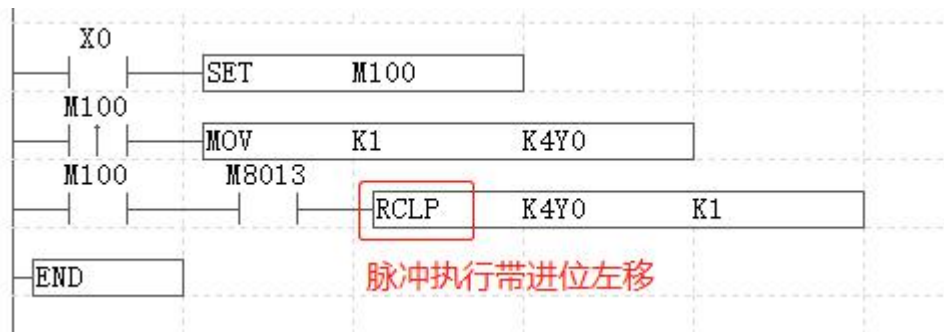 X0
SET M100
M100
MOV K1 K4Y0
M100 M8013
RCLP K4Y0 K1
END 脉冲执行带进位左移